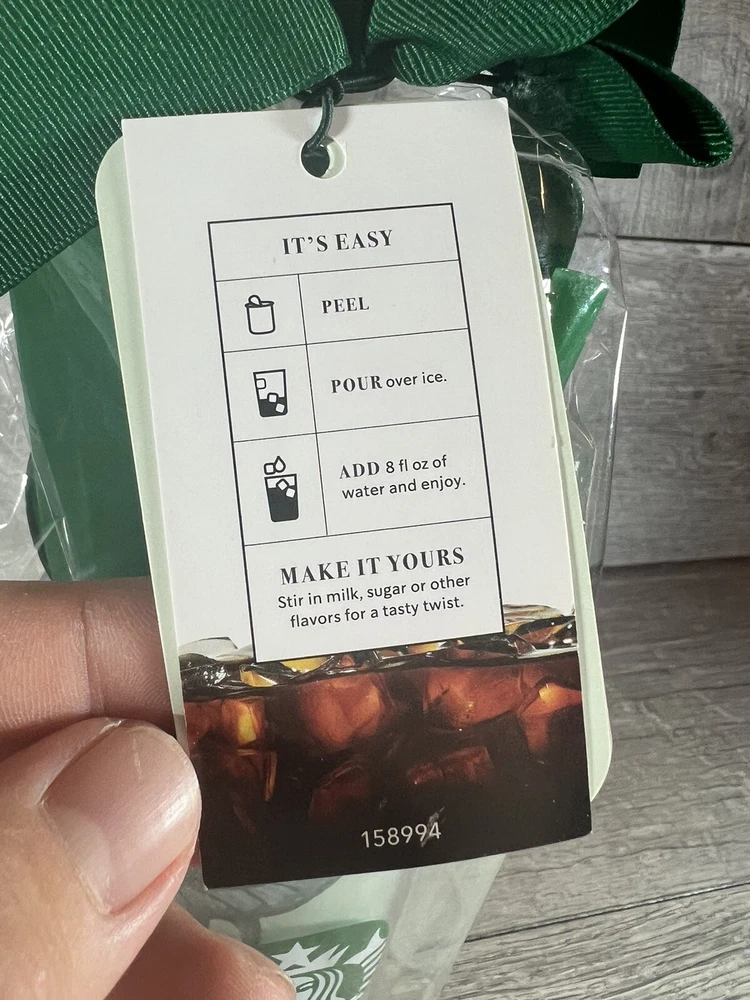 IT'S EASY
PEEL
POUR over ice.
ADD 8 fl oz of
water and enjoy.
MAKE IT YOURS
Stir in milk, sugar or other
flavors for a tasty twist.
158994